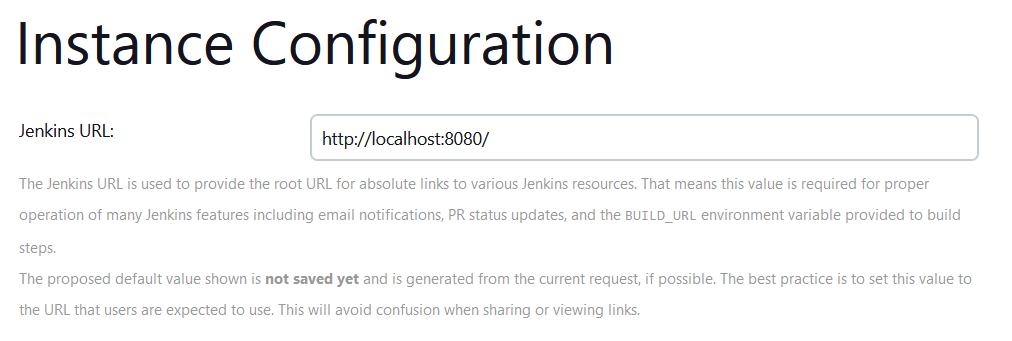 Instance Configuration
Jenkins URL:
http://localhost:8080/
The Jenkins URL is used to provide the root URL for absolute links to various Jenkins resources. That means this value is required for proper
operation of many Jenkins features including email notifications, PR status updates, and the BUILD_URL environment variable provided to build
steps.
The proposed default value shown is not saved yet and is generated from the current request, if possible. The best practice is to set this value to
the URL that users are expected to use. This will avoid confusion when sharing or viewing links.